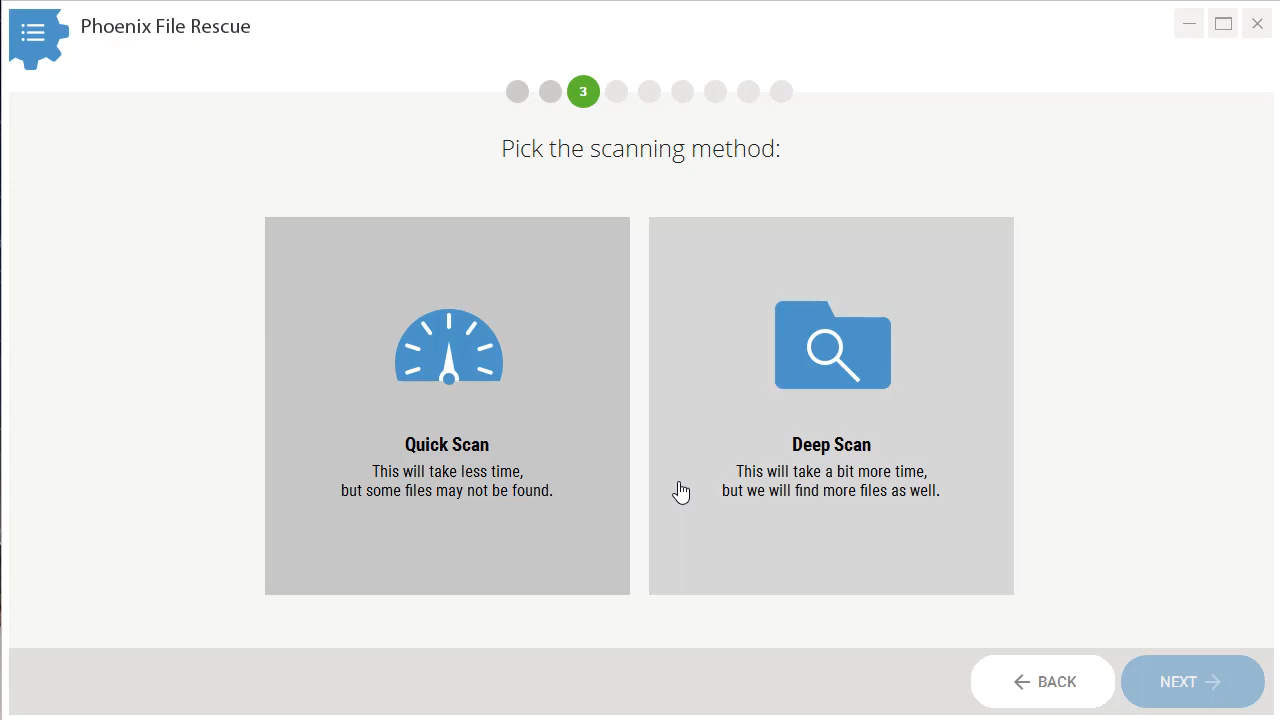 Phoenix File Rescue
3
Pick the scanning method:
Quick Scan
This will take less time,
but some files may not be found.
Deep Scan
This will take a bit more time,
but we will find more files as well.
BACK
NEXT